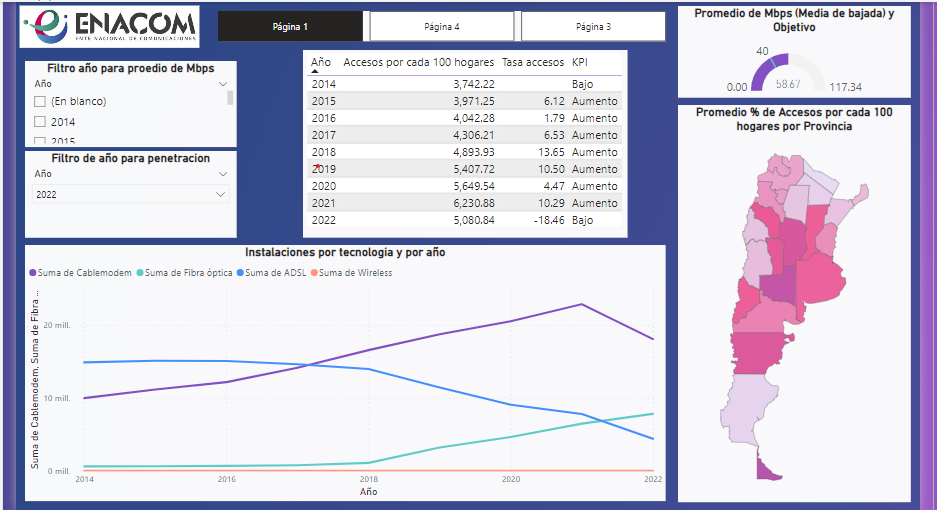 ENACOM
ENTE NACIONAL DE COMUNICACIONES
Página 1
Página 4
Página 3
Promedio de Mbps (Media de bajada) y
Objetivo
40
0.00
58.67
117.34
Filtro año para proedio de Mbps
Año
(En blanco)
2014
2015
Filtro de año para penetracion
Año
2022
Año Accesos por cada 100 hogares Tasa accesos KPI
2014 3,742.22 Bajo
2015 3,971.25 6.12 Aumento
2016 4,042.28 1.79 Aumento
2017 4,306.21 6.53 Aumento
2018 4,893.93 13.65 Aumento
2019 5,407.72 10.50 Aumento
2020 5,649.54 4.47 Aumento
2021 6,230.88 10.29 Aumento
2022 5,080.84 -18.46 Bajo
Promedio % de Accesos por cada 100
hogares por Provincia
Instalaciones por tecnologia y por año
Suma de Cablemodem Suma de Fibra óptica Suma de ADSL Suma de Wireless
Suma de Cablemodem, Suma de Fibra ...
20 mill.
10 mill.
0 mill.
2014 2016 2018 2020 2022
Año